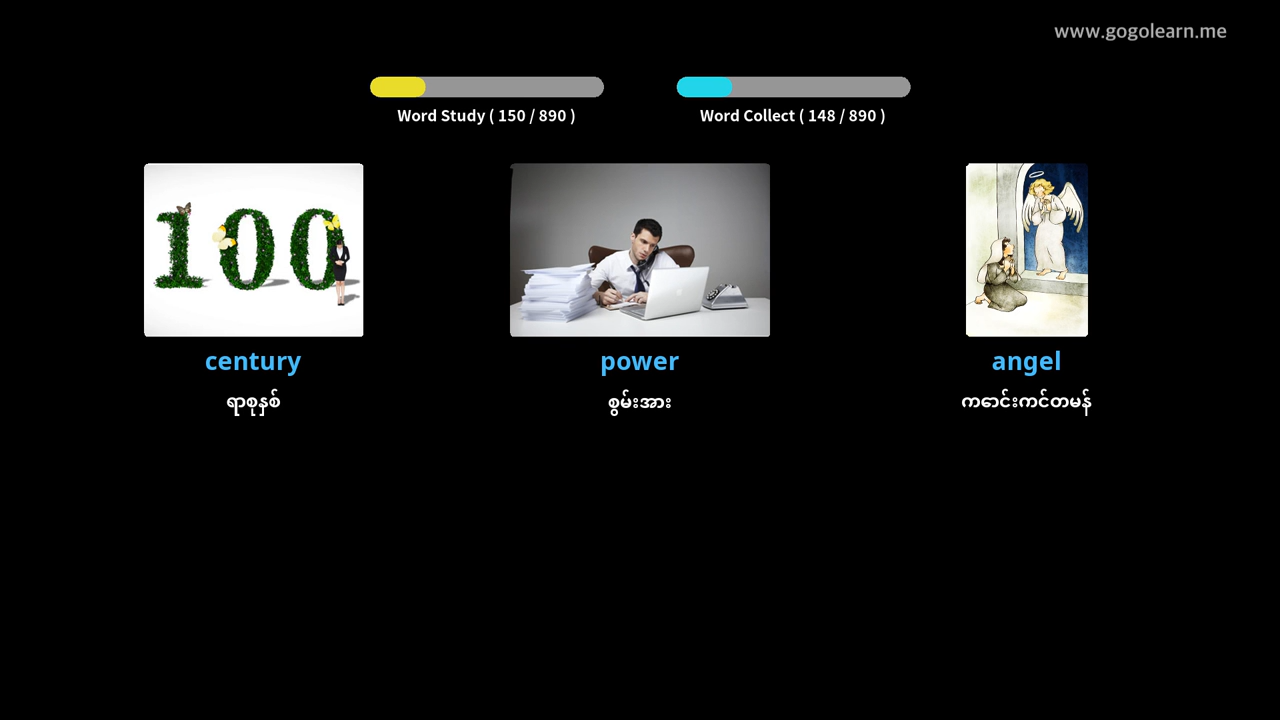 www.gogolearn.me
Word Study ( 150 / 890 )
Word Collect ( 148 / 890 )
100
century
power
angel
ရာစုနှစ်
စွမ်းအား
ကောင်းကင်တမန်